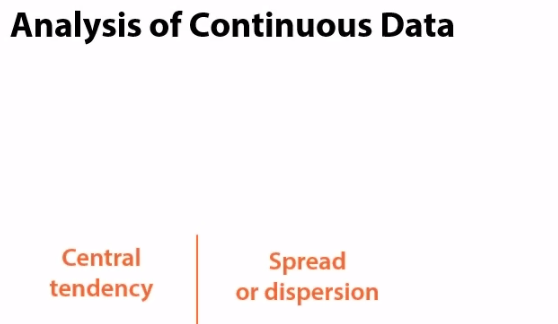 Analysis of Continuous Data
Central
tendency
Spread
or dispersion